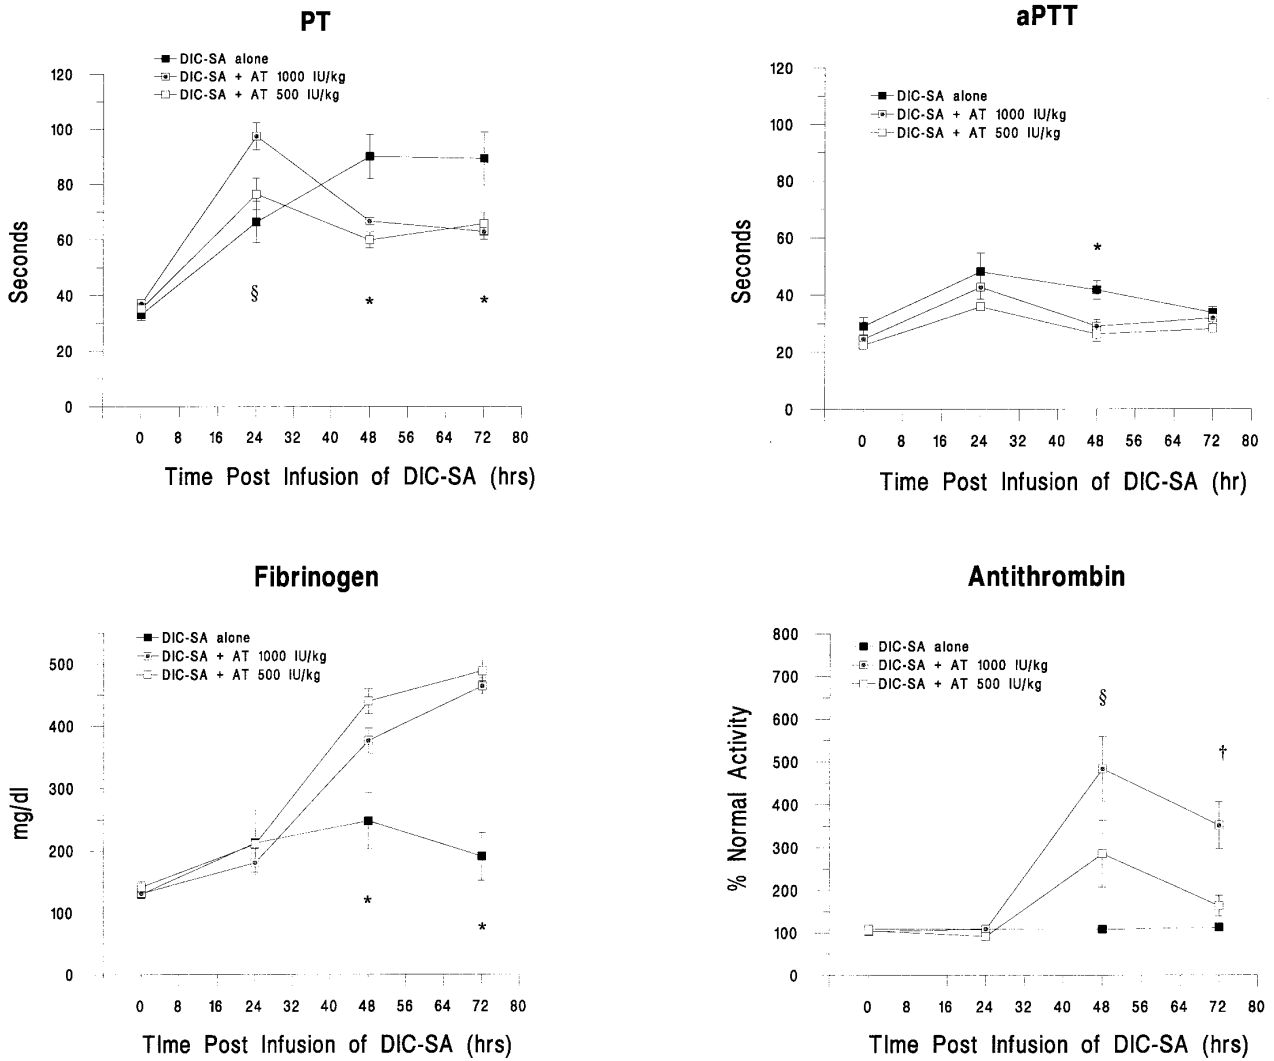 PT
DIC-SA alone
DIC-SA + AT 1000 IU/kg
DIC-SA + AT 500 IU/kg
120
100
80
60
40
20
0
Seconds
§
*
*
0 8 16 24 32 40 48 56 64 72 80
Time Post Infusion of DIC-SA (hrs)
aPTT
DIC-SA alone
DIC-SA + AT 1000 IU/kg
DIC-SA + AT 500 IU/kg
120
100
80
60
40
20
0
Seconds
*
0 8 16 24 32 40 48 56 64 72 80
Time Post Infusion of DIC-SA (hr)
Fibrinogen
DIC-SA alone
DIC-SA + AT 1000 IU/kg
DIC-SA + AT 500 IU/kg
500
400
300
200
100
0
mg/dl
*
*
0 8 16 24 32 40 48 56 64 72 80
TIme Post Infusion of DIC-SA (hrs)
Antithrombin
DIC-SA alone
DIC-SA + AT 1000 IU/kg
DIC-SA + AT 500 IU/kg
800
700
600
500
400
300
200
100
0
% Normal Activity
§
†
0 8 16 24 32 40 48 56 64 72 80
TIme Post Infusion of DIC-SA (hrs)